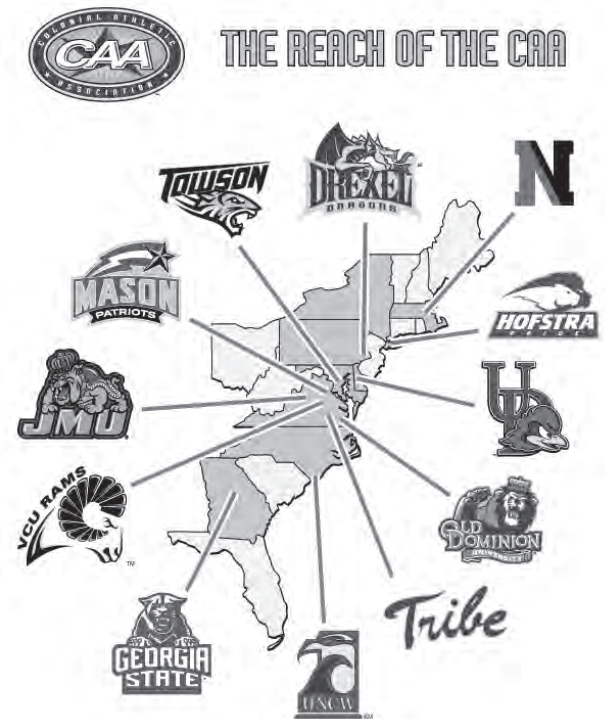 COLONIAL ATHLETIC
CAA
ASSOCIATION
THE REACH OF THE CAA
TOWSON
DREXEL
DRAGONS
N
MASON
PATRIOTS
HOFSTRA
PRIDE
JMU
UD
VCU RAMS
TM
OLD
DOMINION
UNIVERSITY
Tribe
GEORGIA
STATE
UNCW